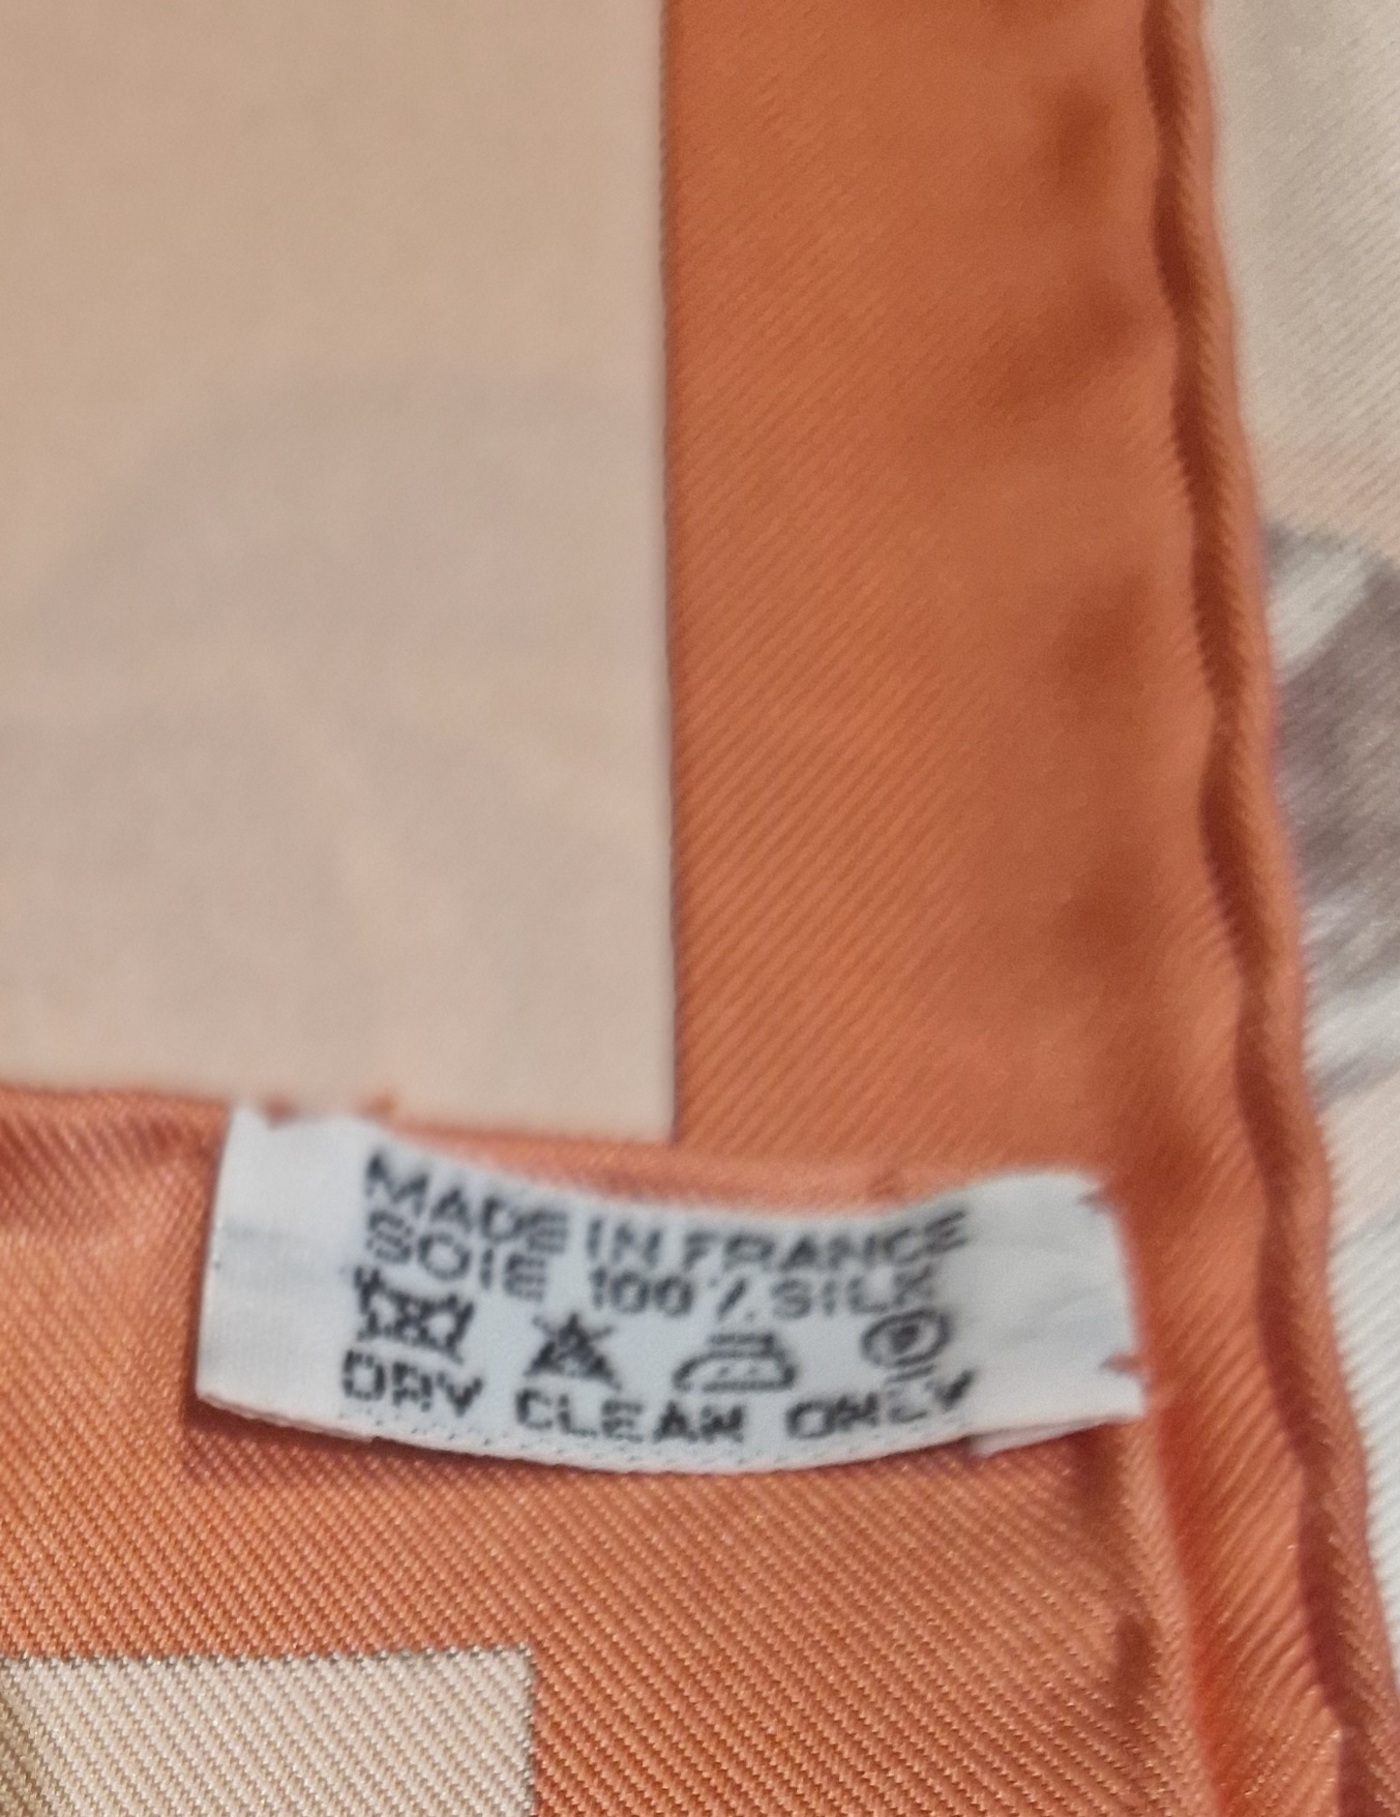 MADE IN FRANCE
SOIE 100% SILK
P
DRY CLEAN ONLY